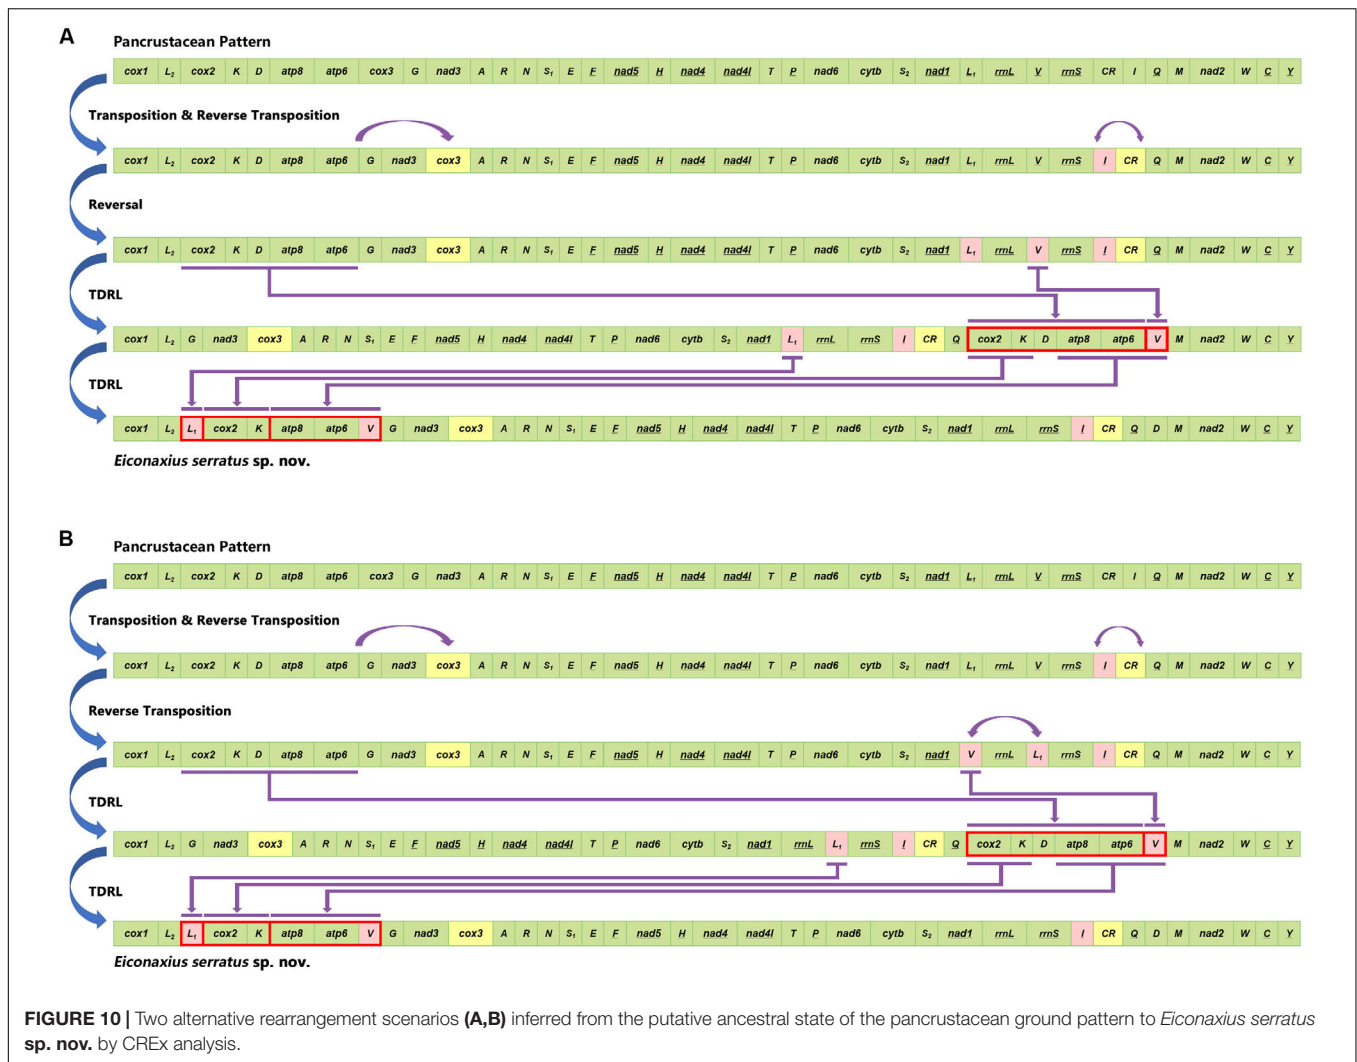 A
Pancrustacean Pattern
cox1 L2 cox2 K D atp8 atp6 cox3 G nad3 A R N S1 E F nad5 H nad4 nad4l T P nad6 cytb S2 nad1 L1 rrnL V rrnS CR I Q M nad2 W C Y
Transposition & Reverse Transposition
cox1 L2 cox2 K D atp8 atp6 G nad3 cox3 A R N S1 E F nad5 H nad4 nad4l T P nad6 cytb S2 nad1 L1 rrnL V rrnS I CR Q M nad2 W C Y
Reversal
cox1 L2 cox2 K D atp8 atp6 G nad3 cox3 A R N S1 E F nad5 H nad4 nad4l T P nad6 cytb S2 nad1 L1 rrnL V rrnS I CR Q M nad2 W C Y
TDRL
cox1 L2 G nad3 cox3 A R N S1 E F nad5 H nad4 nad4l T P nad6 cytb S2 nad1 L1 rrnL rrnS I CR Q cox2 K D atp8 atp6 V M nad2 W C Y
TDRL
cox1 L2 L1 cox2 K atp8 atp6 V G nad3 cox3 A R N S1 E F nad5 H nad4 nad4l T P nad6 cytb S2 nad1 rrnL rrnS I CR Q D M nad2 W C Y
Eiconaxius serratus sp. nov.
B
Pancrustacean Pattern
cox1 L2 cox2 K D atp8 atp6 cox3 G nad3 A R N S1 E F nad5 H nad4 nad4l T P nad6 cytb S2 nad1 L1 rrnL V rrnS CR I Q M nad2 W C Y
Transposition & Reverse Transposition
cox1 L2 cox2 K D atp8 atp6 G nad3 cox3 A R N S1 E F nad5 H nad4 nad4l T P nad6 cytb S2 nad1 L1 rrnL V rrnS I CR Q M nad2 W C Y
Reverse Transposition
cox1 L2 cox2 K D atp8 atp6 G nad3 cox3 A R N S1 E F nad5 H nad4 nad4l T P nad6 cytb S2 nad1 V rrnL L1 rrnS I CR Q M nad2 W C Y
TDRL
cox1 L2 G nad3 cox3 A R N S1 E F nad5 H nad4 nad4l T P nad6 cytb S2 nad1 rrnL L1 rrnS I CR Q cox2 K D atp8 atp6 V M nad2 W C Y
TDRL
cox1 L2 L1 cox2 K atp8 atp6 V G nad3 cox3 A R N S1 E F nad5 H nad4 nad4l T P nad6 cytb S2 nad1 rrnL rrnS I CR Q D M nad2 W C Y
Eiconaxius serratus sp. nov.
FIGURE 10 | Two alternative rearrangement scenarios (A,B) inferred from the putative ancestral state of the pancrustacean ground pattern to Eiconaxius serratus
sp. nov. by CREx analysis.